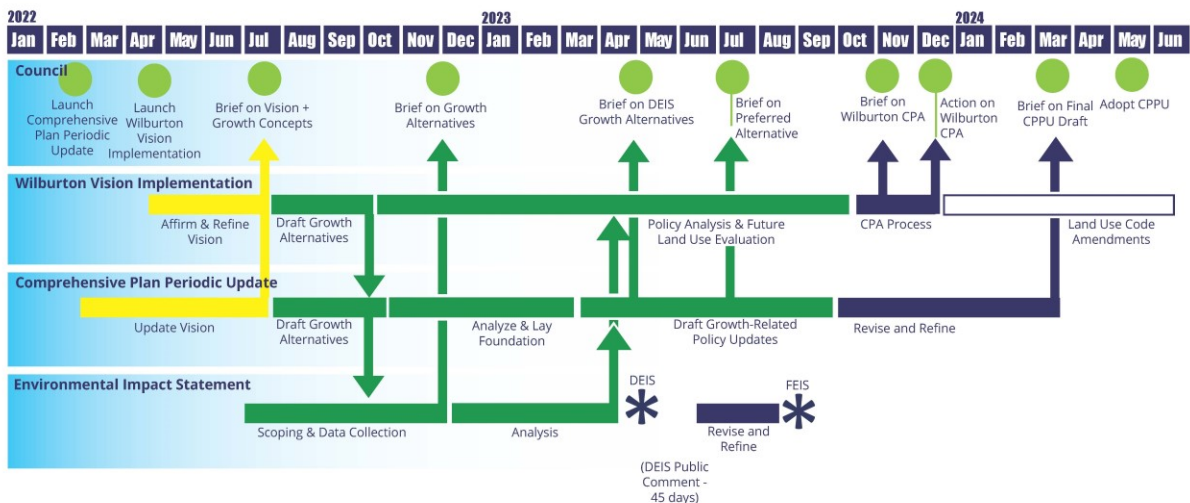 2022 2023 2024
Jan Feb Mar Apr May Jun Jul Aug Sep Oct Nov Dec Jan Feb Mar Apr May Jun Jul Aug Sep Oct Nov Dec Jan Feb Mar Apr May Jun
Council
Launch
Comprehensive
Plan Periodic
Update
Launch
Wilburton
Vision
Implementation
Brief on Vision +
Growth Concepts
Brief on Growth
Alternatives
Brief on DEIS
Growth Alternatives
Brief on
Preferred
Alternative
Brief on
Wilburton CPA
Action on
Wilburton
CPA
Brief on Final
CPPU Draft
Adopt CPPU
Wilburton Vision Implementation
Affirm & Refine
Vision
Draft Growth
Alternatives
Policy Analysis & Future
Land Use Evaluation
CPA Process
Land Use Code
Amendments
Comprehensive Plan Periodic Update
Update Vision
Draft Growth
Alternatives
Analyze & Lay
Foundation
Draft Growth-Related
Policy Updates
Revise and Refine
Environmental Impact Statement
Scoping & Data Collection
Analysis
DEIS
(DEIS Public
Comment -
45 days)
Revise and
Refine
FEIS